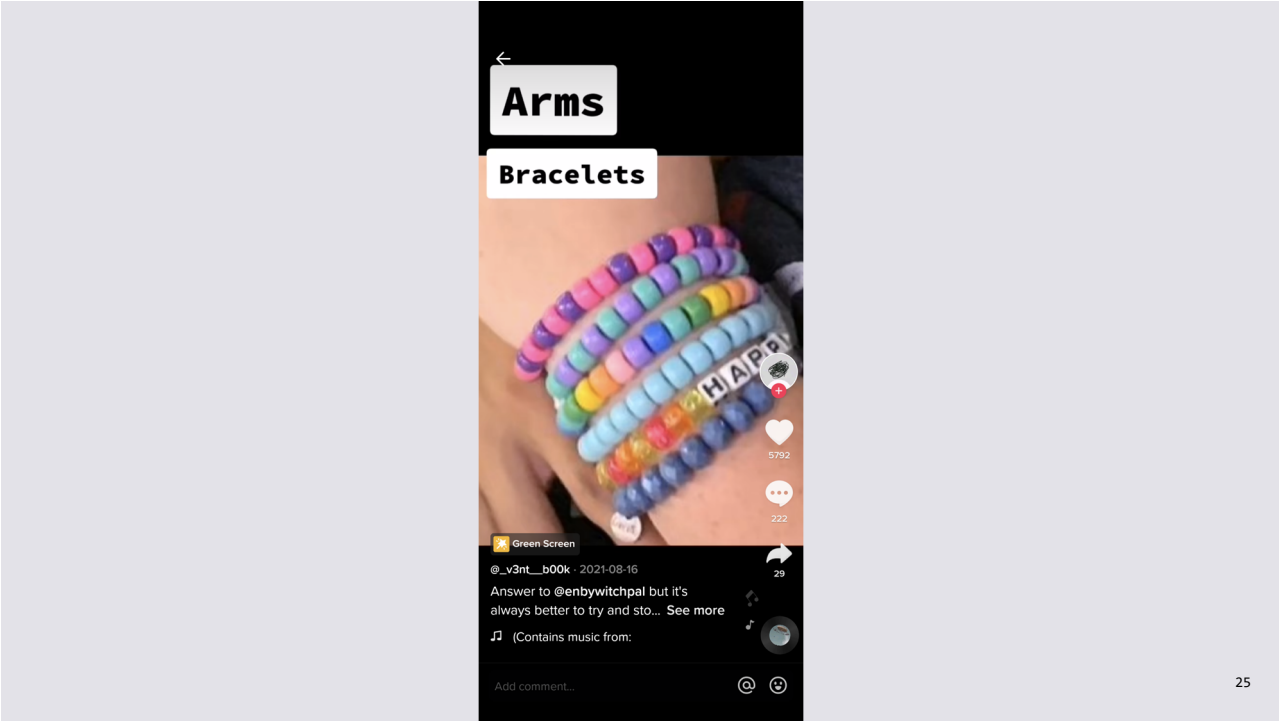 Arms
Bracelets
HAPP
5792
222
Green Screen
29
@_v3nt__b00k · 2021-08-16
Answer to @enbywitchpal but it's
always better to try and sto... See more
(Contains music from:
Add comment...
25